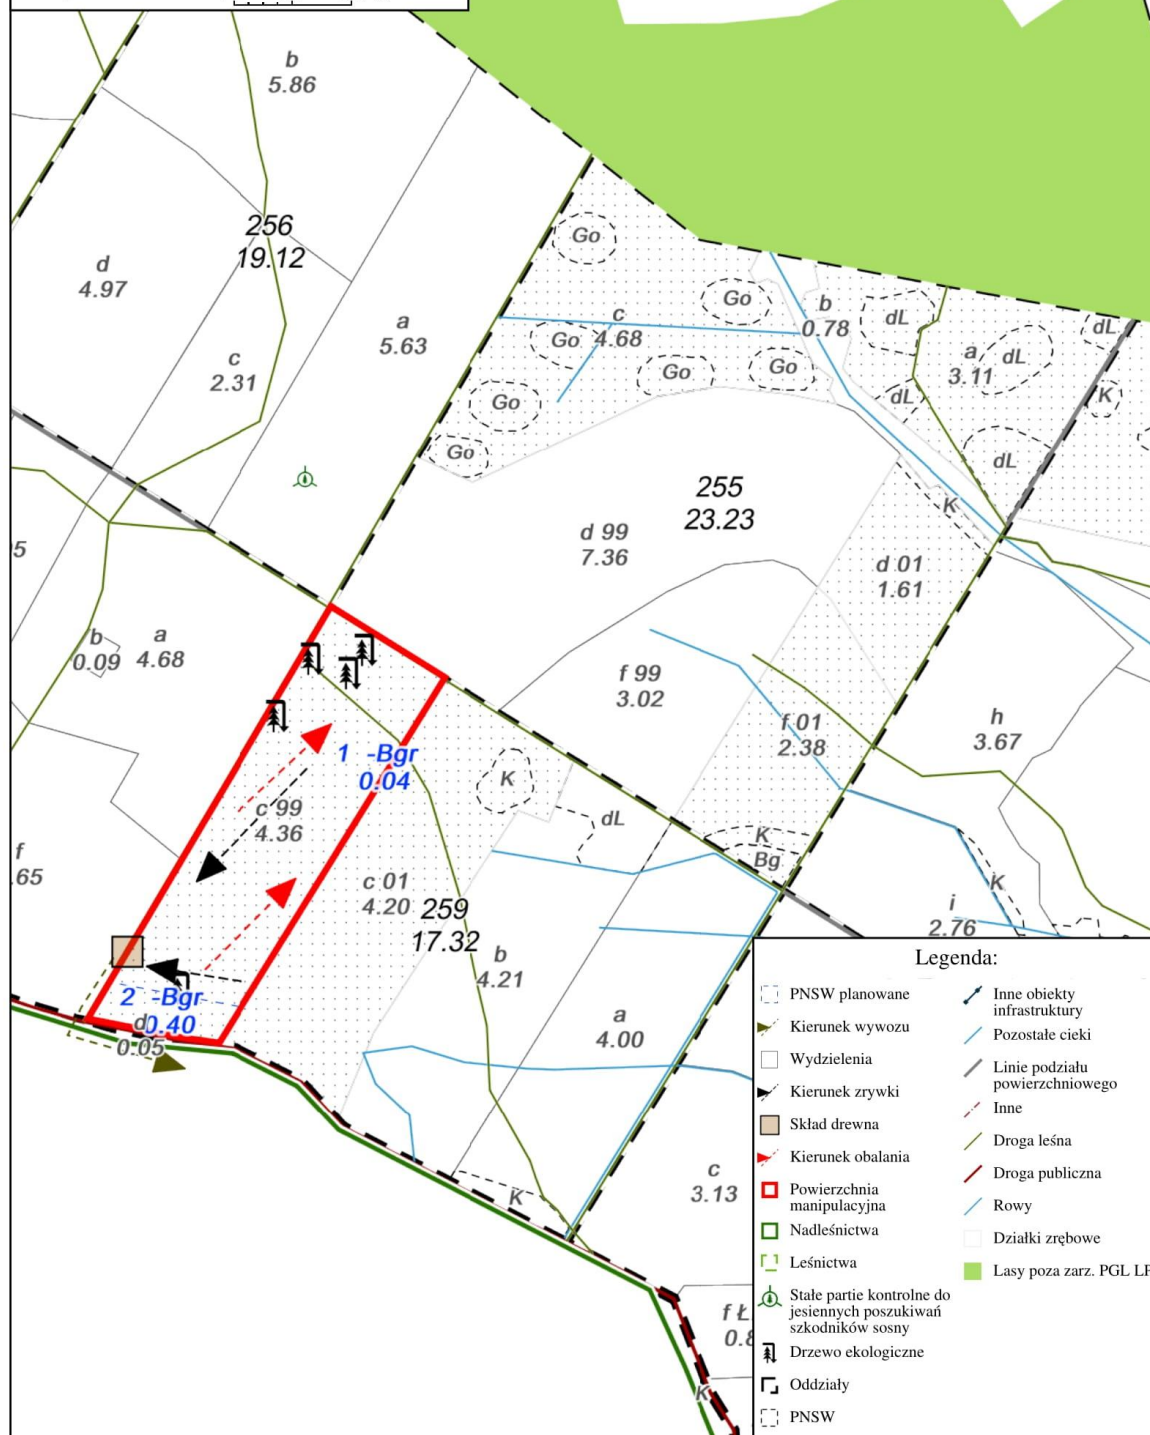 b
5.86
256
19.12
d
4.97
a
5.63
c
2.31
Go
Go
c
4.68
Go
Go
Go
Go
Go
b
0.78
dL
a
3.11
dL
dL
dL
K
dL
K
255
23.23
d 99
7.36
d 01
1.61
5
b
0.09
a
4.68
f 99
3.02
f 01
2.38
h
3.67
1 -Bgr
0.04
K
dL
c 99
4.36
K
Bg
f
.65
c 01
4.20
259
17.32
K
i
2.76
b
4.21
2 -Bgr
0.40
d
0.05
a
4.00
c
3.13
K
f Ł
K
Legenda:
PNSW planowane
Kierunek wywozu
Wydzielenia
Kierunek zrywki
Skład drewna
Kierunek obalania
Powierzchnia
manipulacyjna
Nadleśnictwa
Leśnictwa
Stałe partie kontrolne do
jesiennych poszukiwań
szkodników sosny
Drzewo ekologiczne
Oddziały
PNSW
Inne obiekty
infrastruktury
Pozostałe cieki
Linie podziału
powierzchniowego
Inne
Droga leśna
Droga publiczna
Rowy
Działki zrębowe
Lasy poza zarz. PGL LP